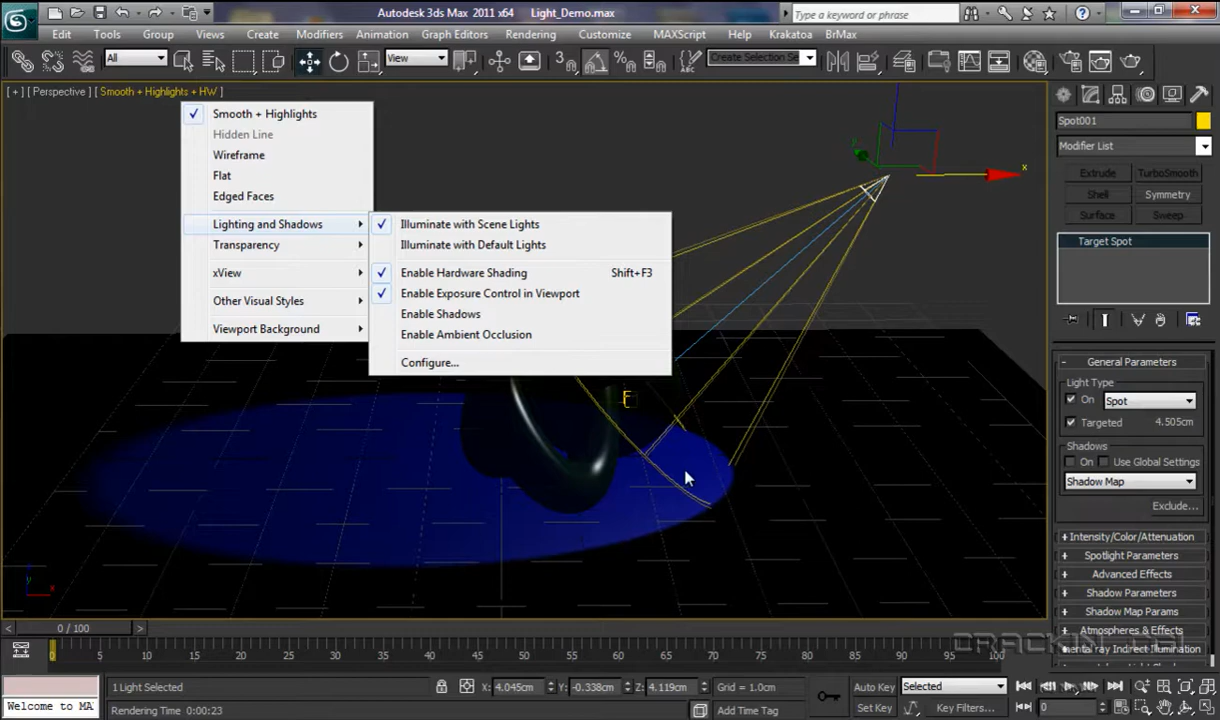 Autodesk 3ds Max 2011 x64 Light_Demo.max
Type a keyword or phrase
Edit Tools Group Views Create Modifiers Animation Graph Editors Rendering Customize MAXScript Help Krakatoa BrMax
All View 3 Create Selection Se
[ + ] [ Perspective ] [ Smooth + Highlights + HW ]
Smooth + Highlights
Hidden Line
Wireframe
Flat
Edged Faces
Lighting and Shadows
Transparency
xView
Other Visual Styles
Viewport Background
Illuminate with Scene Lights
Illuminate with Default Lights
Enable Hardware Shading Shift+F3
Enable Exposure Control in Viewport
Enable Shadows
Enable Ambient Occlusion
Configure...
x
Spot001
Modifier List
Extrude TurboSmooth
Shell Symmetry
Surface Sweep
Target Spot
- General Parameters
Light Type
On Spot
Targeted 4.505cm
Shadows
On Use Global Settings
Shadow Map
Exclude...
+ Intensity/Color/Attenuation
+ Spotlight Parameters
+ Advanced Effects
+ Shadow Parameters
+ Shadow Map Params
+ Atmospheres & Effects
mental ray Indirect Illumination
y x
< 0 / 100 >
0 5 10 15 20 25 30 35 40 45 50 55 60 65 70 75 80 85 90 95 100
1 Light Selected X: 4.045cm Y: -0.338cm Z: 4.119cm Grid = 1.0cm Auto Key Selected
Welcome to MA Rendering Time 0:00:23 Add Time Tag Set Key Key Filters... 0